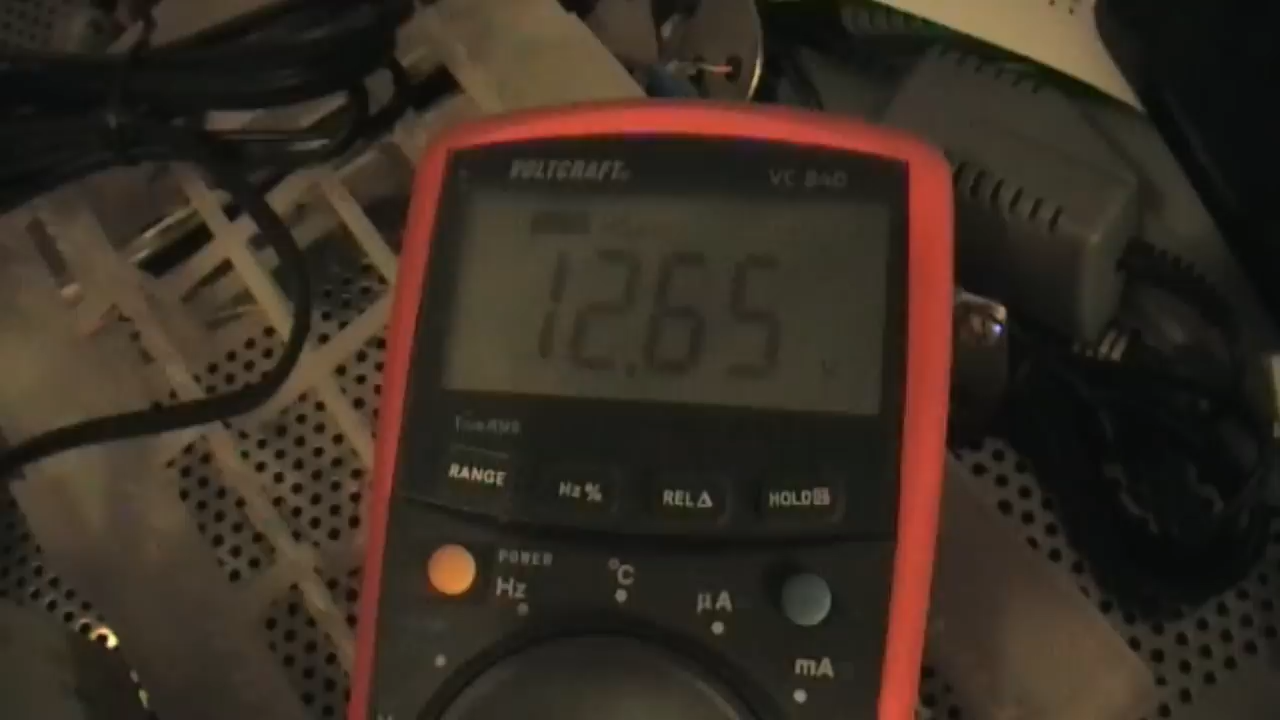 VOLTCRAFT® VC 840
12.65 V
True RMS
RANGE Hz % REL△ HOLD
POWER
Hz °C µA
mA